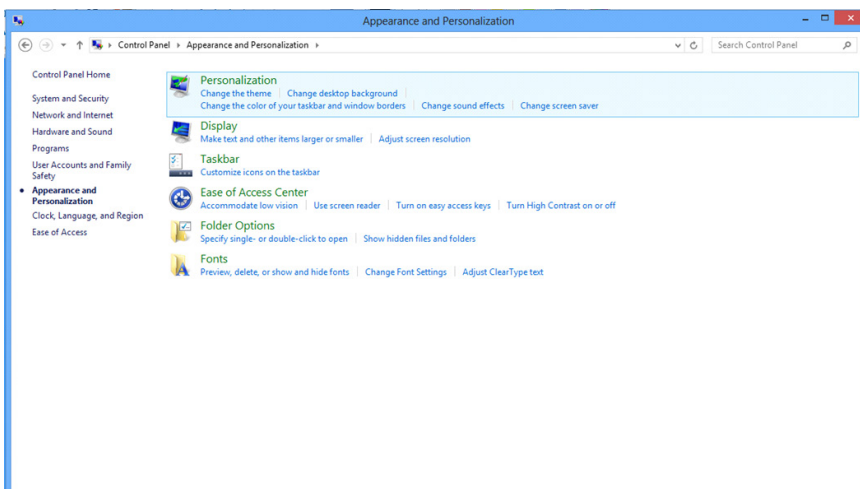 Appearance and Personalization
Control Panel Appearance and Personalization
Search Control Panel
Control Panel Home
System and Security
Network and Internet
Hardware and Sound
Programs
User Accounts and Family
Safety
Appearance and
Personalization
Clock, Language, and Region
Ease of Access
Personalization
Change the theme Change desktop background
Change the color of your taskbar and window borders Change sound effects Change screen saver
Display
Make text and other items larger or smaller Adjust screen resolution
Taskbar
Customize icons on the taskbar
Ease of Access Center
Accommodate low vision Use screen reader Turn on easy access keys Turn High Contrast on or off
Folder Options
Specify single- or double-click to open Show hidden files and folders
Fonts
Preview, delete, or show and hide fonts Change Font Settings Adjust ClearType text